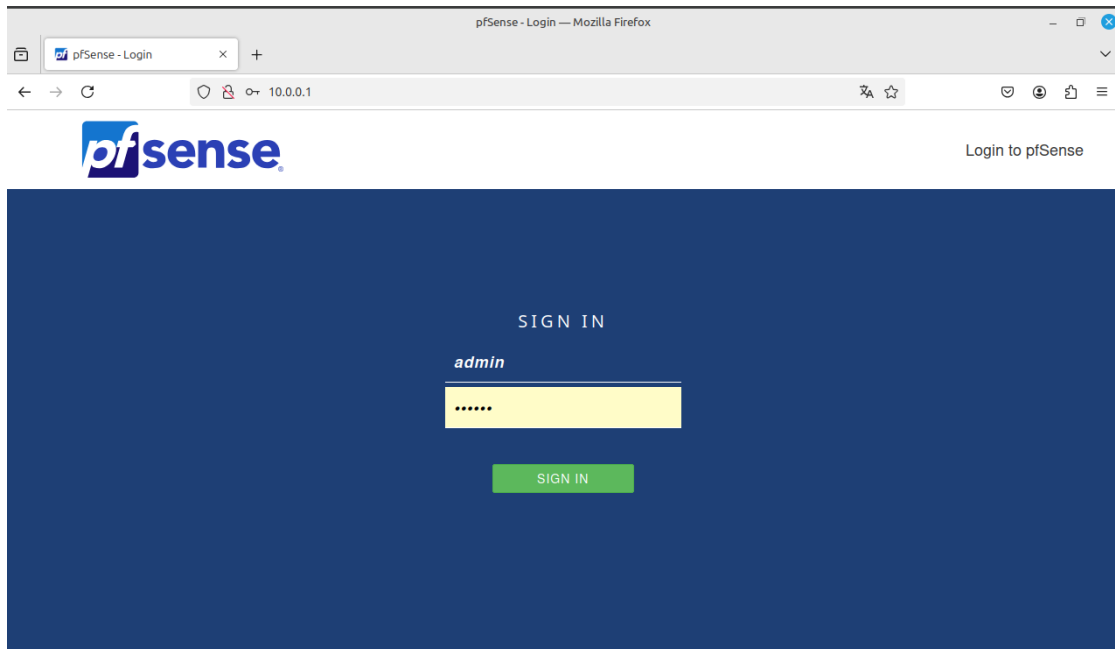 pfSense - Login — Mozilla Firefox
pf pfSense - Login
10.0.0.1
pfsense®
Login to pfSense
SIGN IN
admin
••••••
SIGN IN